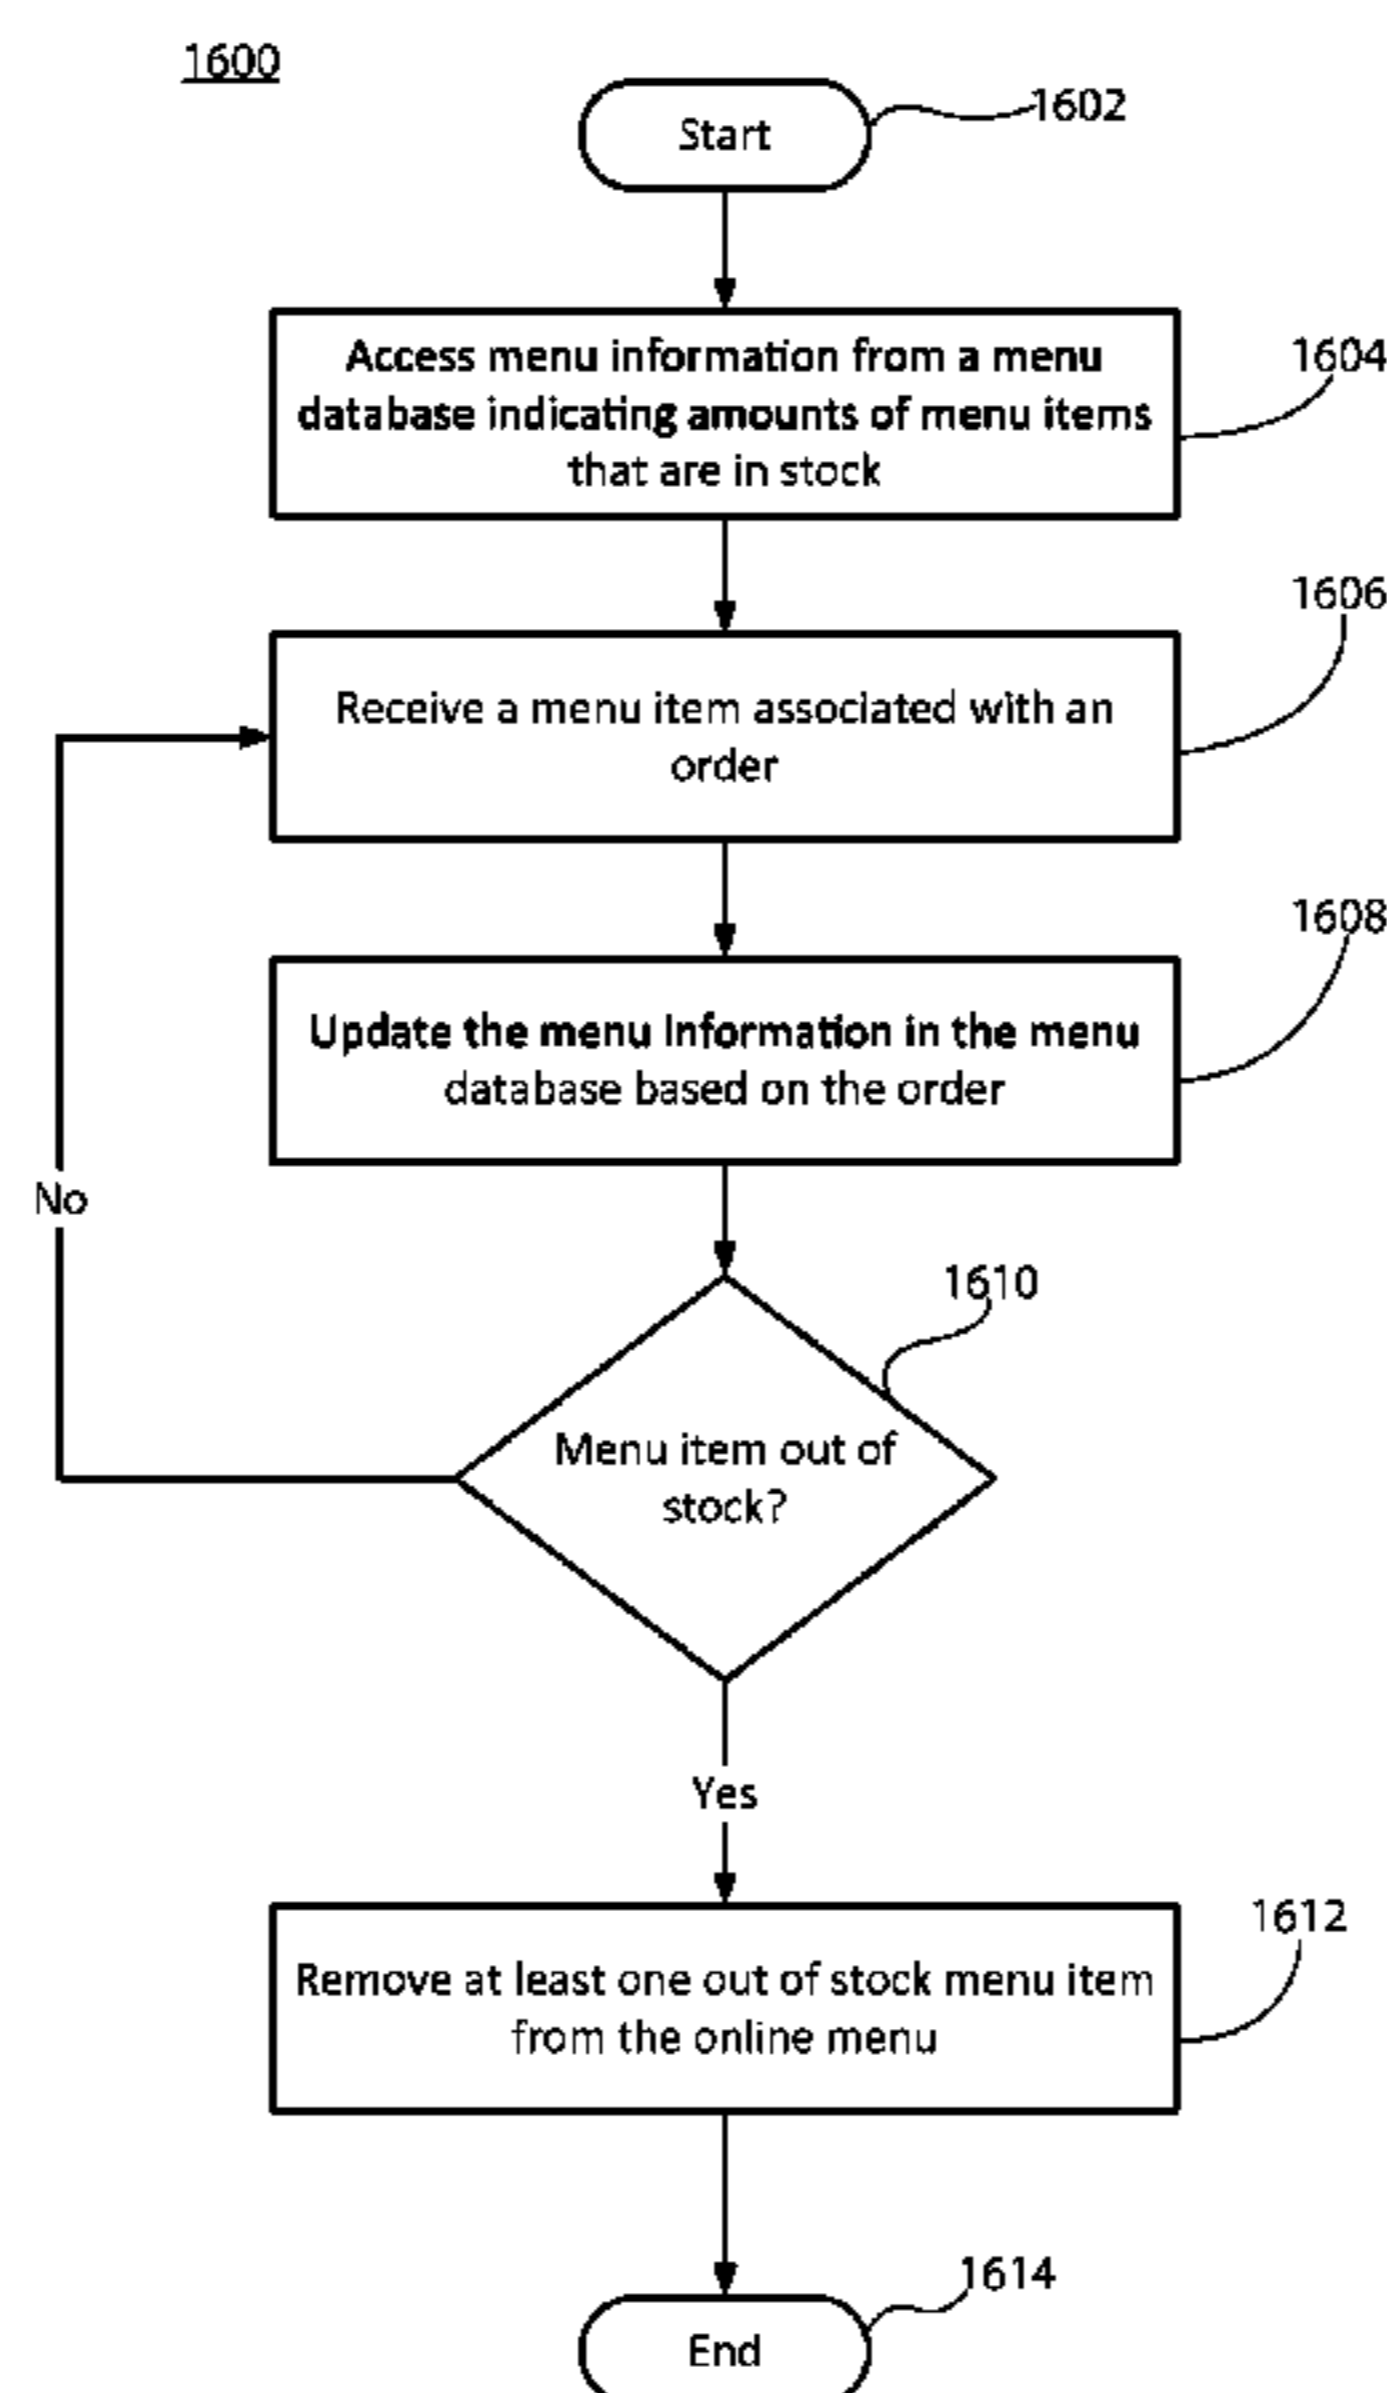 1600
Start
1602
Access menu information from a menu
database indicating amounts of menu items
that are in stock
1604
Receive a menu item associated with an
order
1606
Update the menu information in the menu
database based on the order
1608
No
1610
Menu item out of
stock?
Yes
Remove at least one out of stock menu item
from the online menu
1612
1614
End